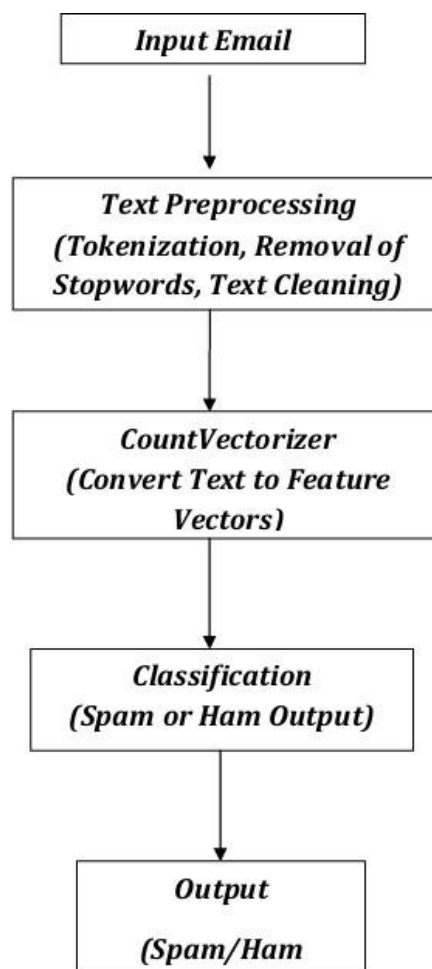 Input Email
Text Preprocessing
(Tokenization, Removal of
Stopwords, Text Cleaning)
CountVectorizer
(Convert Text to Feature
Vectors)
Classification
(Spam or Ham Output)
Output
(Spam/Ham